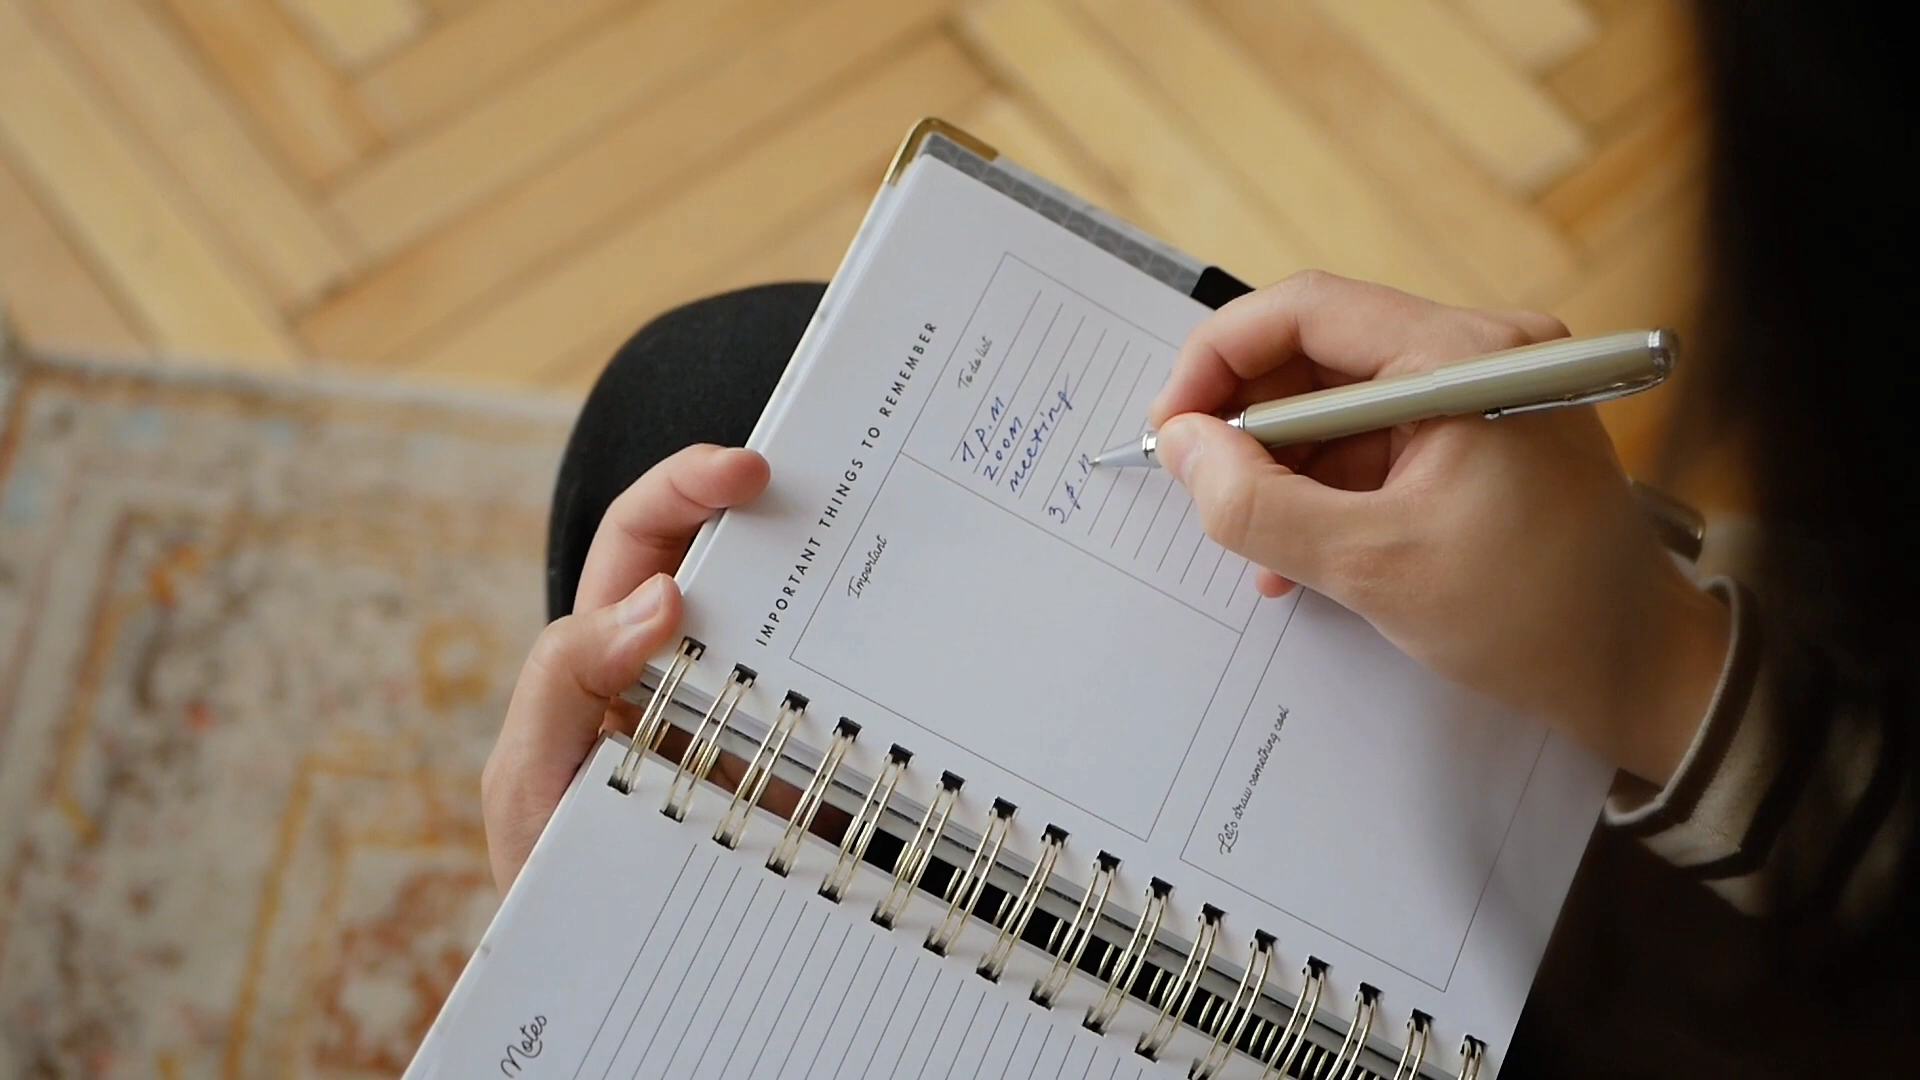 IMPORTANT THINGS TO REMEMBER
To do list
1 P.M
ZOOM
meeting
3 p.M
Important
Let's draw something cool
Notes